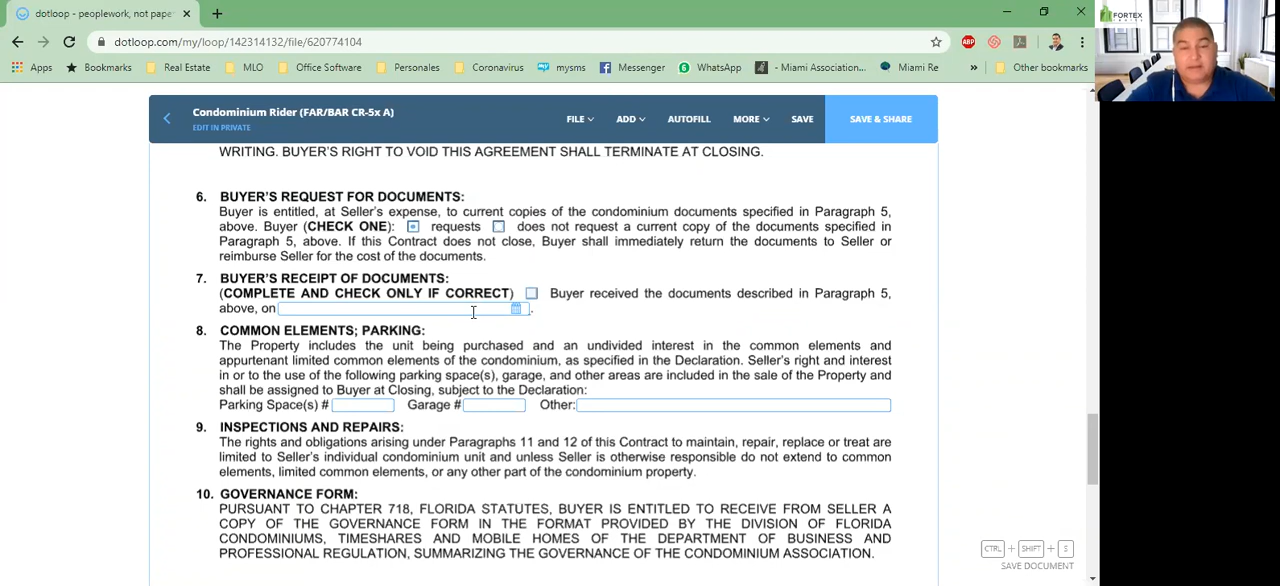 dotloop - peoplework, not pape
dotloop.com/my/loop/142314132/file/620774104
ABP
Apps Bookmarks Real Estate MLO Office Software Personales Coronavirus mysms Messenger WhatsApp - Miami Association... Miami Re » Other bookmarks
FORTEX
Condominium Rider (FAR/BAR CR-5x A)
EDIT IN PRIVATE
FILE ADD AUTOFILL MORE SAVE SAVE & SHARE
WRITING. BUYER'S RIGHT TO VOID THIS AGREEMENT SHALL TERMINATE AT CLOSING.
6. BUYER'S REQUEST FOR DOCUMENTS:
Buyer is entitled, at Seller's expense, to current copies of the condominium documents specified in Paragraph 5,
above. Buyer (CHECK ONE): requests does not request a current copy of the documents specified in
Paragraph 5, above. If this Contract does not close, Buyer shall immediately return the documents to Seller or
reimburse Seller for the cost of the documents.
7. BUYER'S RECEIPT OF DOCUMENTS:
(COMPLETE AND CHECK ONLY IF CORRECT) Buyer received the documents described in Paragraph 5,
above, on .
8. COMMON ELEMENTS; PARKING:
The Property includes the unit being purchased and an undivided interest in the common elements and
appurtenant limited common elements of the condominium, as specified in the Declaration. Seller's right and interest
in or to the use of the following parking space(s), garage, and other areas are included in the sale of the Property and
shall be assigned to Buyer at Closing, subject to the Declaration:
Parking Space(s) # Garage # Other:
9. INSPECTIONS AND REPAIRS:
The rights and obligations arising under Paragraphs 11 and 12 of this Contract to maintain, repair, replace or treat are
limited to Seller's individual condominium unit and unless Seller is otherwise responsible do not extend to common
elements, limited common elements, or any other part of the condominium property.
10. GOVERNANCE FORM:
PURSUANT TO CHAPTER 718, FLORIDA STATUTES, BUYER IS ENTITLED TO RECEIVE FROM SELLER A
COPY OF THE GOVERNANCE FORM IN THE FORMAT PROVIDED BY THE DIVISION OF FLORIDA
CONDOMINIUMS, TIMESHARES AND MOBILE HOMES OF THE DEPARTMENT OF BUSINESS AND
PROFESSIONAL REGULATION, SUMMARIZING THE GOVERNANCE OF THE CONDOMINIUM ASSOCIATION.
CTRL + SHIFT + S
SAVE DOCUMENT